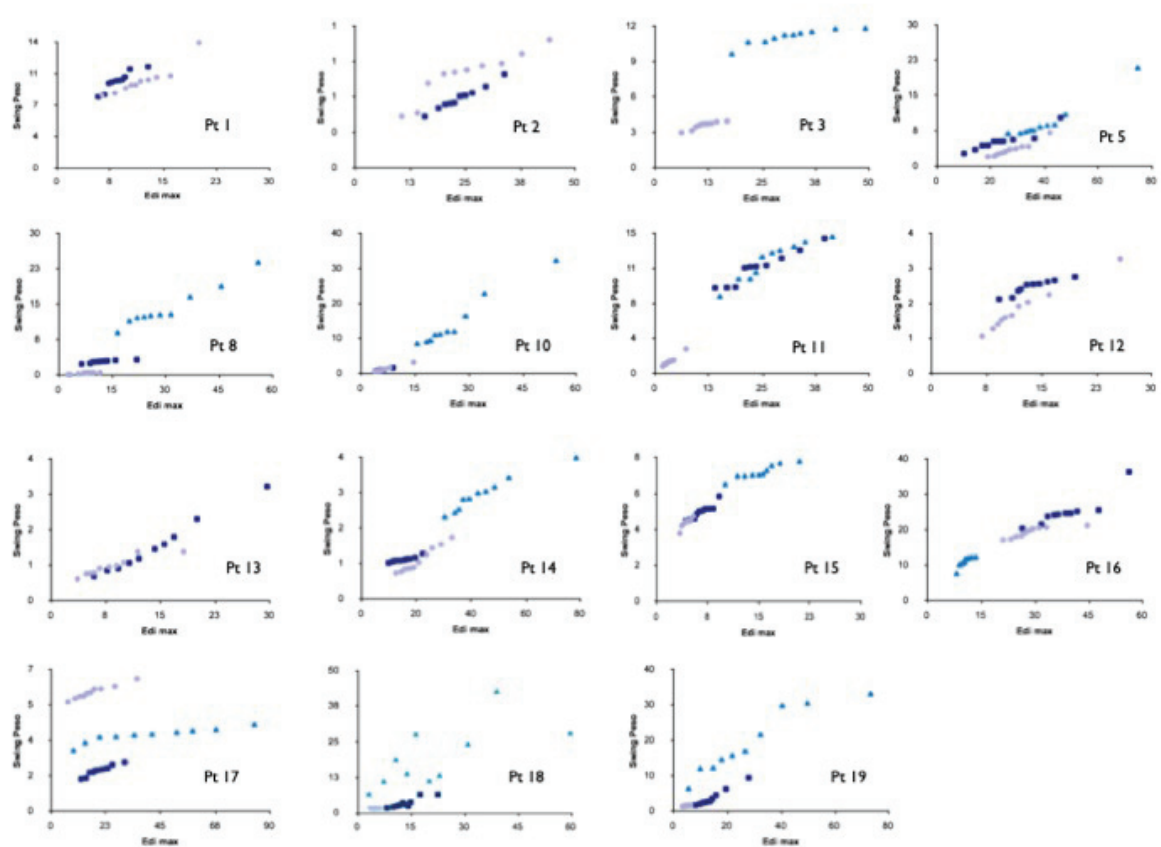 14
11
7
4
0
Swing Peso
Pt 1
0 8 15 23 30
Edi max
1
1
1
0
0
Swing Peso
Pt 2
0 13 25 38 50
Edi max
12
9
6
3
0
Swing Peso
Pt 3
0 13 25 38 50
Edi max
30
23
15
8
0
Swing Peso
Pt 5
0 20 40 60 80
Edi max
30
23
15
8
0
Swing Peso
Pt 8
0 15 30 45 60
Edi max
40
30
20
10
0
Swing Peso
Pt 10
0 15 30 45 60
Edi max
15
11
8
4
0
Swing Peso
Pt 11
0 13 25 38 50
Edi max
4
3
2
1
0
Swing Peso
Pt 12
0 8 15 23 30
Edi max
4
3
2
1
0
Swing Peso
Pt 13
0 8 15 23 30
Edi max
4
3
2
1
0
Swing Peso
Pt 14
0 20 40 60 80
Edi max
8
6
4
2
0
Swing Peso
Pt 15
0 8 15 23 30
Edi max
40
30
20
10
0
Swing Peso
Pt 16
0 15 30 45 60
Edi max
7
5
4
2
0
Swing Peso
Pt 17
0 23 45 68 90
Edi max
50
38
25
13
0
Swing Peso
Pt 18
0 15 30 45 60
Edi max
40
30
20
10
0
Swing Peso
Pt 19
0 20 40 60 80
Edi max